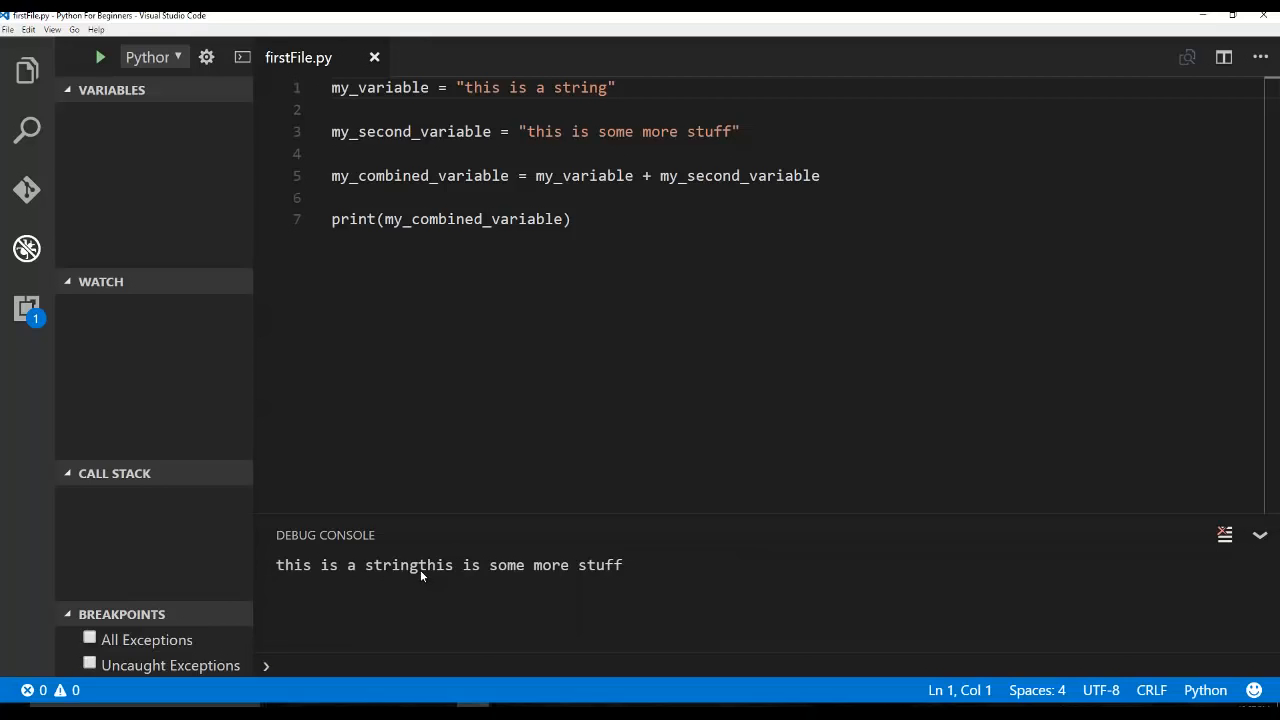 firstFile.py - Python For Beginners - Visual Studio Code
File Edit View Go Help
Python
firstFile.py
VARIABLES
1 my_variable = "this is a string"
2
3 my_second_variable = "this is some more stuff"
4
5 my_combined_variable = my_variable + my_second_variable
6
7 print(my_combined_variable)
WATCH
1
CALL STACK
DEBUG CONSOLE
this is a stringthis is some more stuff
BREAKPOINTS
All Exceptions
Uncaught Exceptions
0 0 Ln 1, Col 1 Spaces: 4 UTF-8 CRLF Python